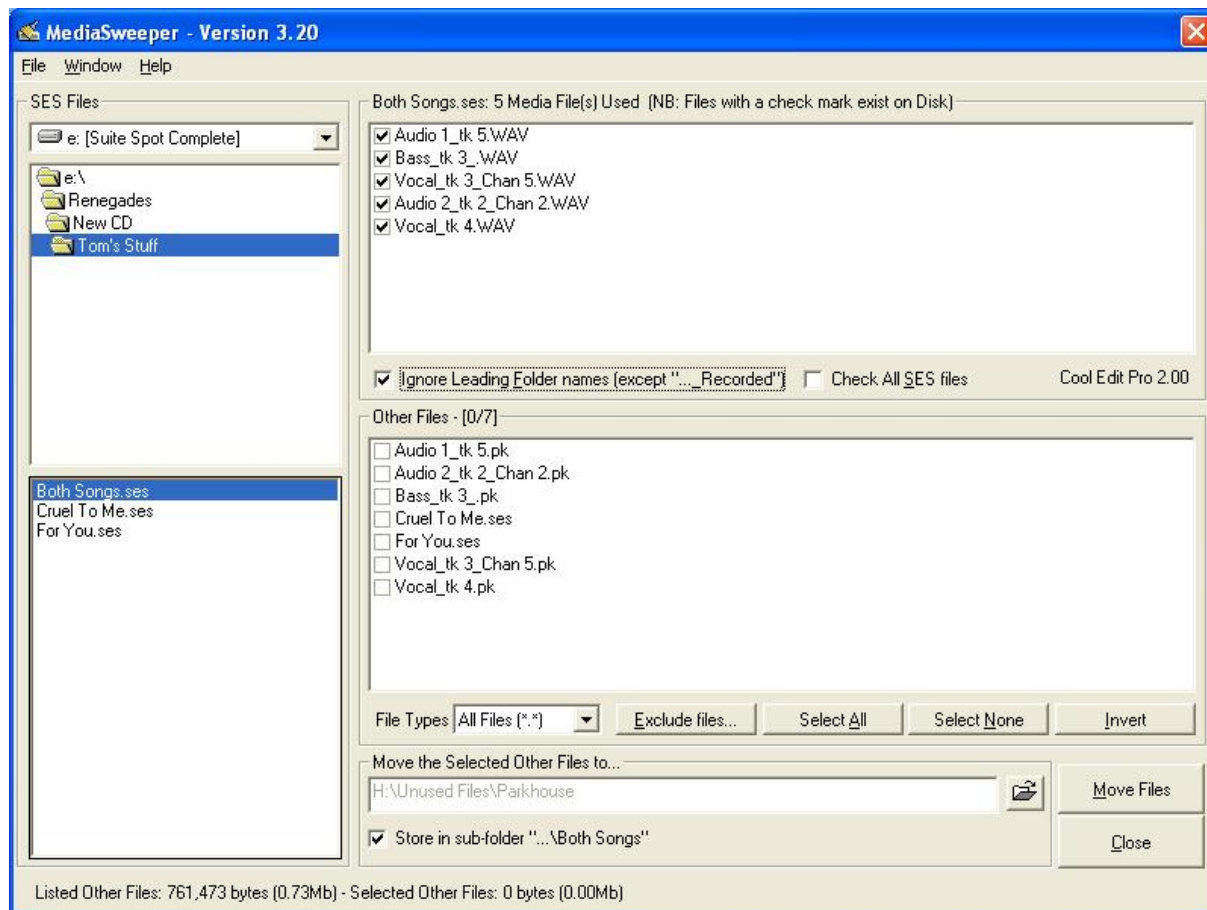 MediaSweeper - Version 3.20
File Window Help
SES Files
e: [Suite Spot Complete]
e:\
Renegades
New CD
Tom's Stuff
Both Songs.ses
Cruel To Me.ses
For You.ses
Both Songs.ses: 5 Media File(s) Used (NB: Files with a check mark exist on Disk)
Audio 1_tk 5.WAV
Bass_tk 3_.WAV
Vocal_tk 3_Chan 5.WAV
Audio 2_tk 2_Chan 2.WAV
Vocal_tk 4.WAV
Ignore Leading Folder names (except "..._Recorded") Check All SES files Cool Edit Pro 2.00
Other Files - [0/7]
Audio 1_tk 5.pk
Audio 2_tk 2_Chan 2.pk
Bass_tk 3_.pk
Cruel To Me.ses
For You.ses
Vocal_tk 3_Chan 5.pk
Vocal_tk 4.pk
File Types All Files (*.*) Exclude files... Select All Select None Invert
Move the Selected Other Files to...
H:\Unused Files\Parkhouse
Move Files
Store in sub-folder "...\Both Songs"
Close
Listed Other Files: 761,473 bytes (0.73Mb) - Selected Other Files: 0 bytes (0.00Mb)